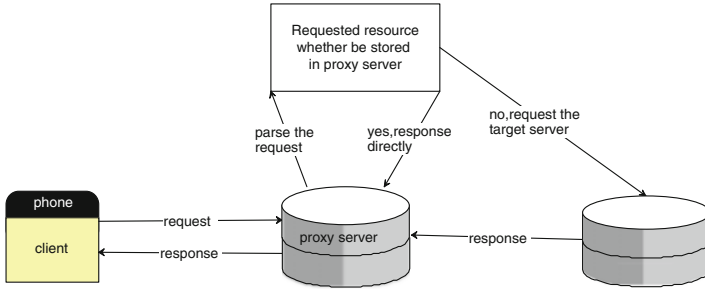 Requested resource
whether be stored
in proxy server
parse the
request
yes,response
directly
no,request the
target server
phone
client
request
response
proxy server
response